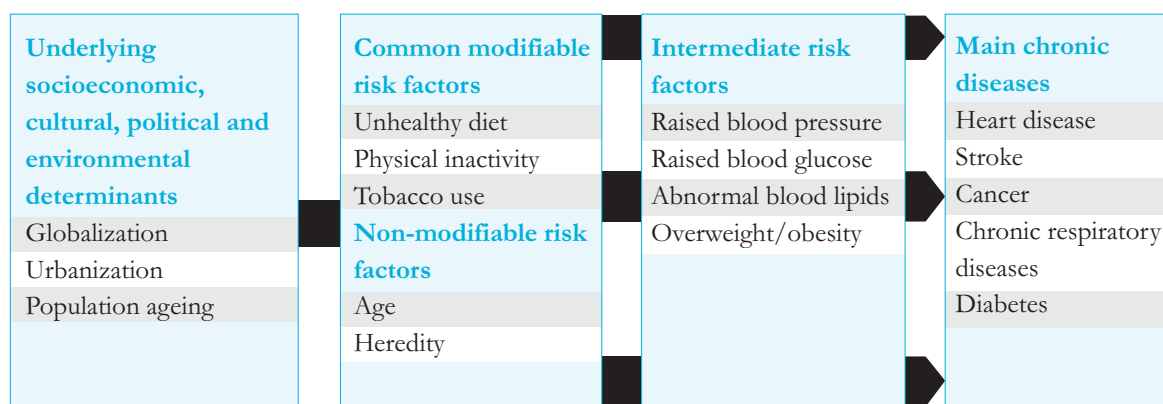 Underlying
socioeconomic,
cultural, political and
environmental
determinants
Globalization
Urbanization
Population ageing
Common modifiable
risk factors
Unhealthy diet
Physical inactivity
Tobacco use
Non-modifiable risk
factors
Age
Heredity
Intermediate risk
factors
Raised blood pressure
Raised blood glucose
Abnormal blood lipids
Overweight/obesity
Main chronic
diseases
Heart disease
Stroke
Cancer
Chronic respiratory
diseases
Diabetes